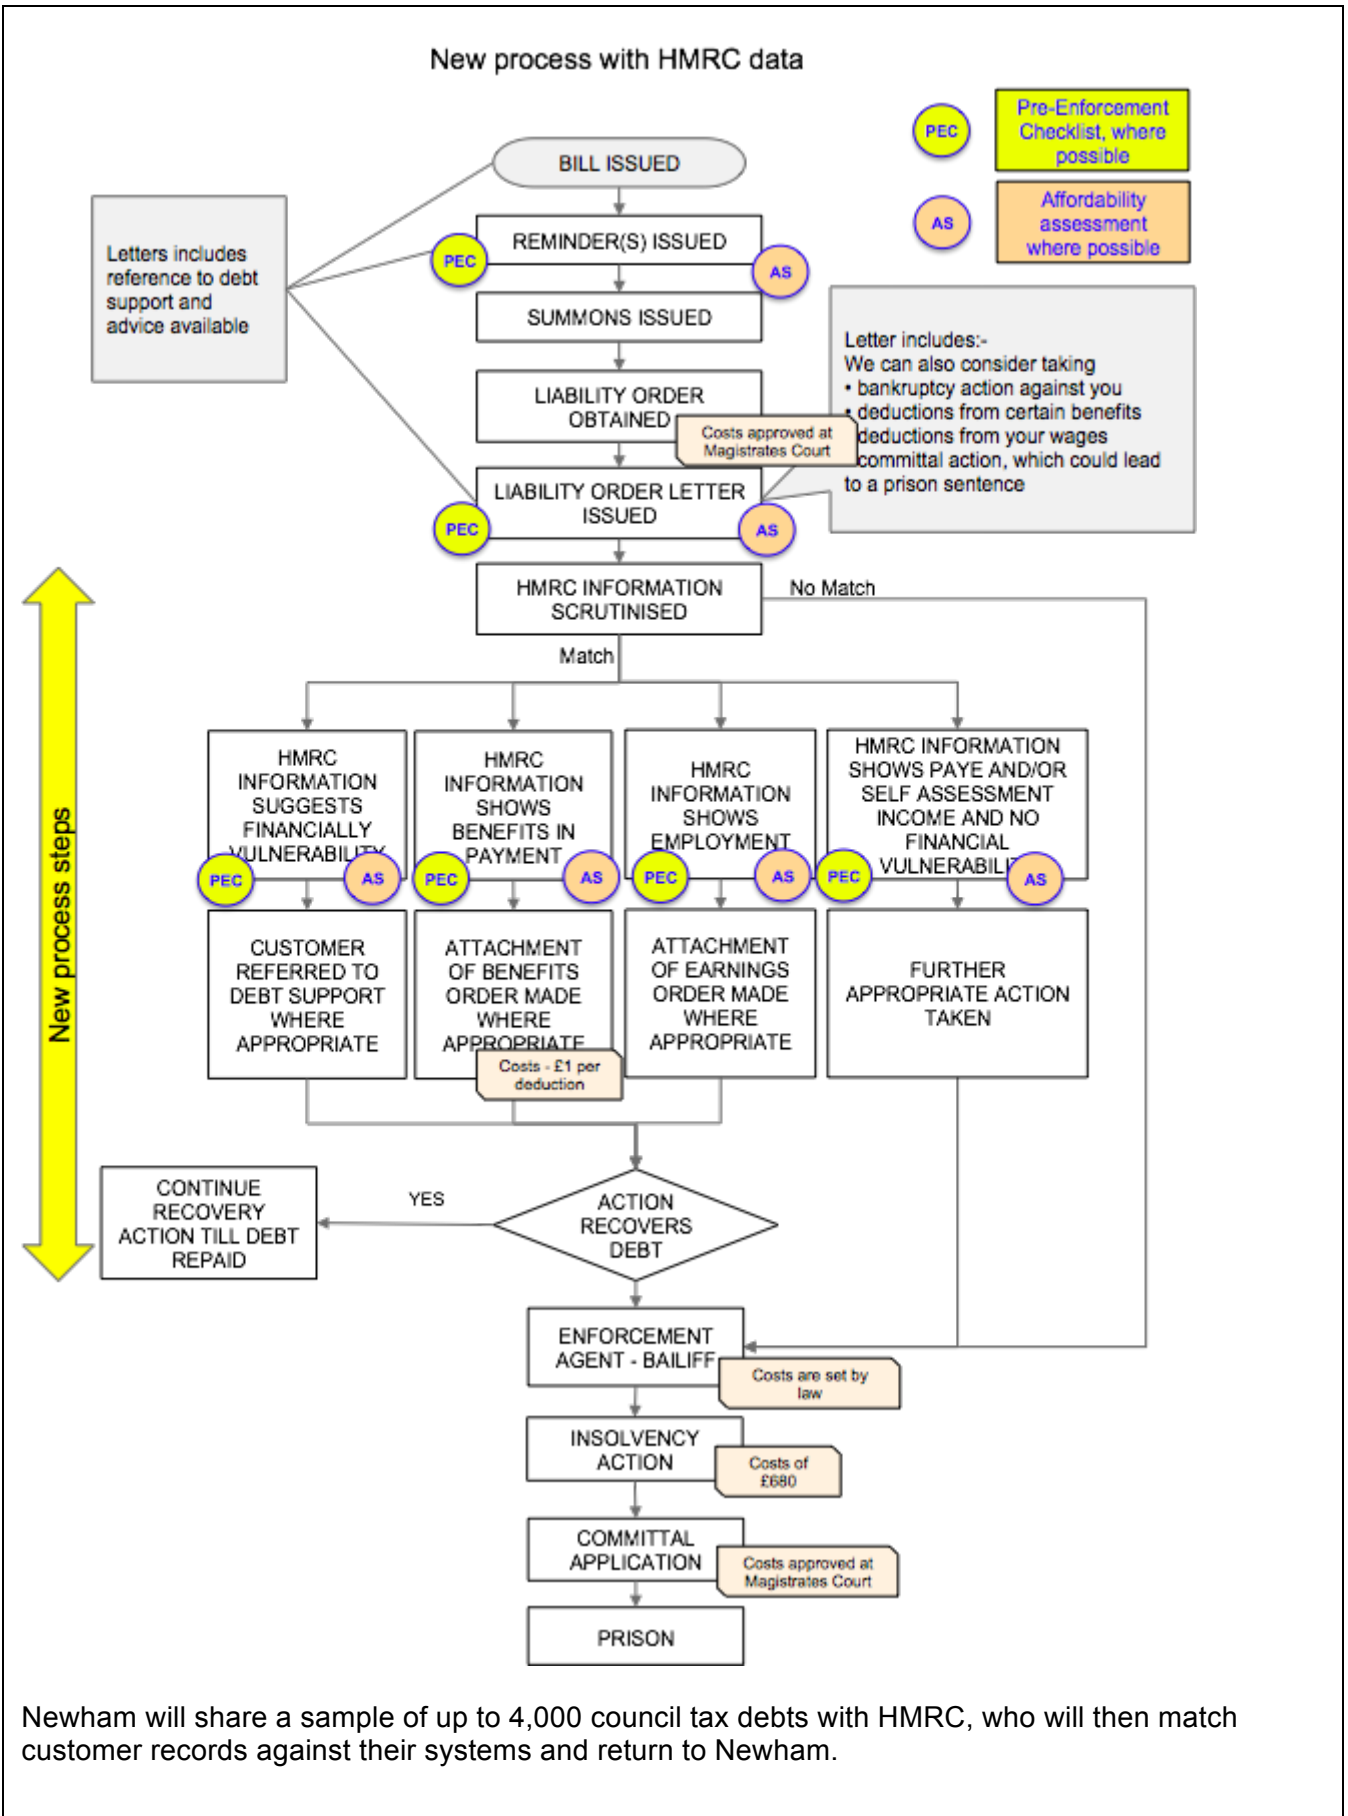 New process with HMRC data
PEC
Pre-Enforcement
Checklist, where
possible
AS
Affordability
assessment
where possible
BILL ISSUED
Letters includes
reference to debt
support and
advice available
REMINDER(S) ISSUED
PEC
AS
SUMMONS ISSUED
Letter includes:-
We can also consider taking
• bankruptcy action against you
• deductions from certain benefits
deductions from your wages
committal action, which could lead
to a prison sentence
LIABILITY ORDER
OBTAINED
Costs approved at
Magistrates Court
LIABILITY ORDER LETTER
ISSUED
PEC
AS
HMRC INFORMATION
SCRUTINISED
No Match
Match
New process steps
HMRC
INFORMATION
SUGGESTS
FINANCIALLY
VULNERABILITY
PEC
AS
HMRC
INFORMATION
SHOWS
BENEFITS IN
PAYMENT
PEC
AS
HMRC
INFORMATION
SHOWS
EMPLOYMENT
PEC
AS
HMRC INFORMATION
SHOWS PAYE AND/OR
SELF ASSESSMENT
INCOME AND NO
FINANCIAL
VULNERABILI
PEC
AS
CUSTOMER
REFERRED TO
DEBT SUPPORT
WHERE
APPROPRIATE
ATTACHMENT
OF BENEFITS
ORDER MADE
WHERE
APPROPRIATE
Costs - £1 per
deduction
ATTACHMENT
OF EARNINGS
ORDER MADE
WHERE
APPROPRIATE
FURTHER
APPROPRIATE ACTION
TAKEN
CONTINUE
RECOVERY
ACTION TILL DEBT
REPAID
YES
ACTION
RECOVERS
DEBT
ENFORCEMENT
AGENT - BAILIFF
Costs are set by
law
INSOLVENCY
ACTION
Costs of
£680
COMMITTAL
APPLICATION
Costs approved at
Magistrates Court
PRISON
Newham will share a sample of up to 4,000 council tax debts with HMRC, who will then match
customer records against their systems and return to Newham.